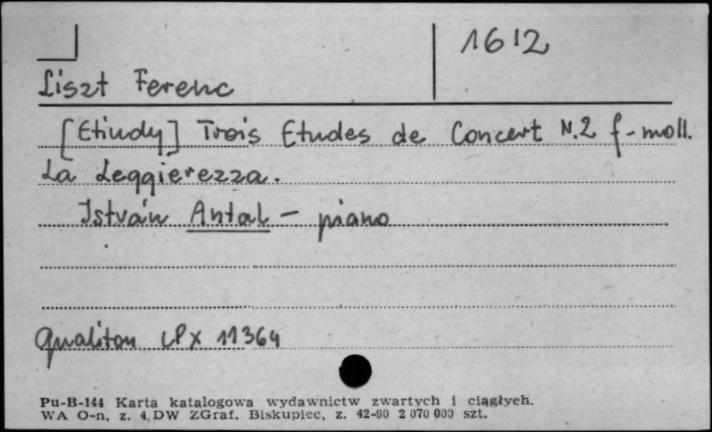 1612
Liszt Ferenc
[Etiudy] Trois Etudes de Concert N.2 f-moll.
La Leggierezza.
István Antal - piano
Qualiton LPX 11364
Pu-B-144 Karta katalogowa wydawnictw zwartych i ciągłych.
WA O-n, z. 4, DW ZGraf. Biskupiec, z. 42-80 2 070 000 szt.